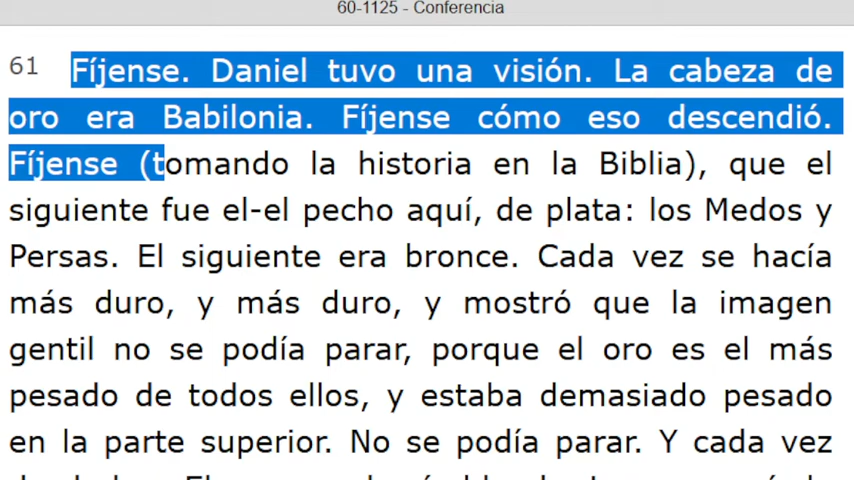 60-1125 - Conferencia
61 Fíjense. Daniel tuvo una visión. La cabeza de
oro era Babilonia. Fíjense cómo eso descendió.
Fíjense (tomando la historia en la Biblia), que el
siguiente fue el-el pecho aquí, de plata: los Medos y
Persas. El siguiente era bronce. Cada vez se hacía
más duro, y más duro, y mostró que la imagen
gentil no se podía parar, porque el oro es el más
pesado de todos ellos, y estaba demasiado pesado
en la parte superior. No se podía parar. Y cada vez